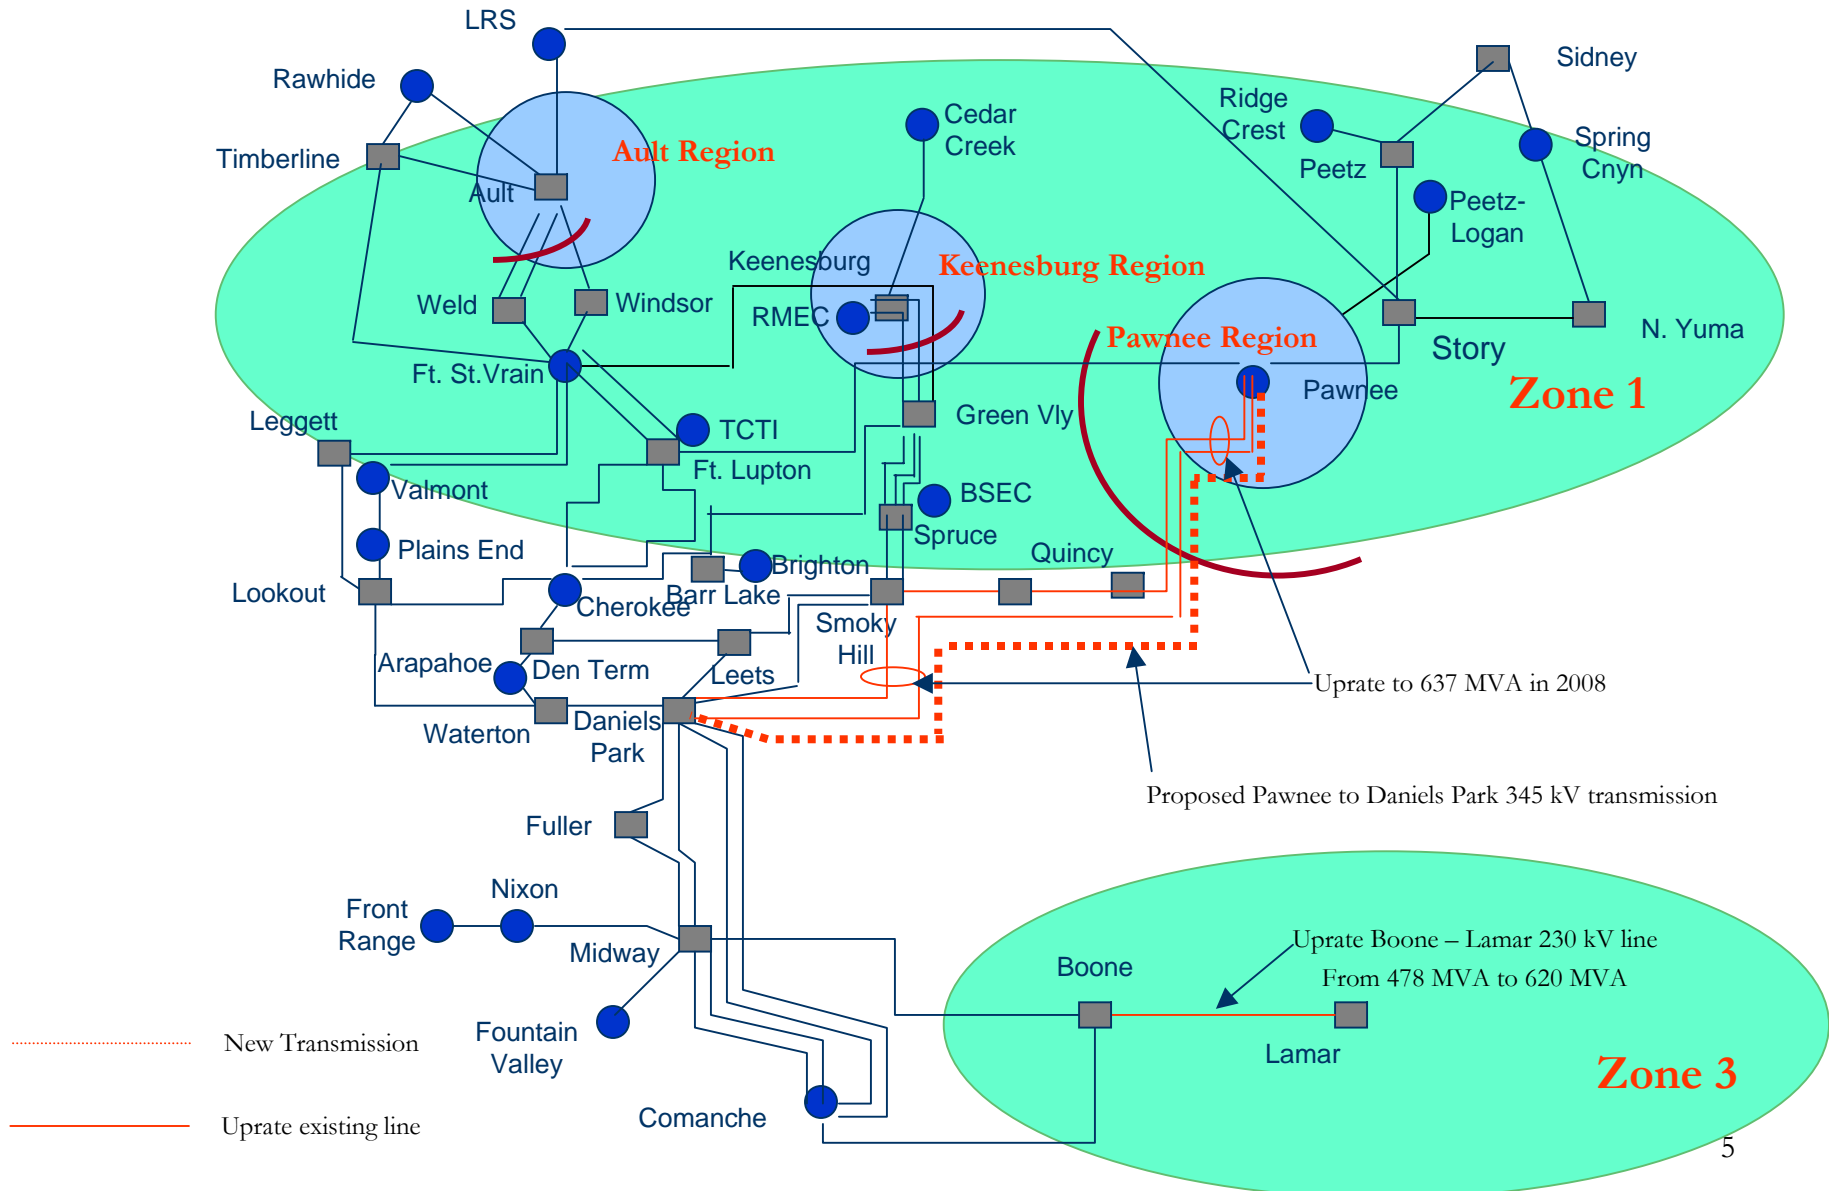 LRS
Rawhide
Sidney
Ridge
Crest
Cedar
Creek
Spring
Cnyn
Timberline
Ault Region
Peetz
Ault
Peetz-
Logan
Keenesburg
Keenesburg Region
Weld
Windsor
RMEC
Pawnee Region
N. Yuma
Story
Ft. St.Vrain
Pawnee
Zone 1
Leggett
TCTI
Green Vly
Ft. Lupton
Valmont
BSEC
Spruce
Plains End
Quincy
Brighton
Lookout
Barr Lake
Cherokee
Smoky
Hill
Arapahoe
Den Term
Leets
Uprate to 637 MVA in 2008
Waterton
Daniels
Park
Proposed Pawnee to Daniels Park 345 kV transmission
Fuller
Nixon
Front
Range
Midway
Boone
Uprate Boone – Lamar 230 kV line
From 478 MVA to 620 MVA
Fountain
Valley
New Transmission
Lamar
Zone 3
Comanche
Uprate existing line
5